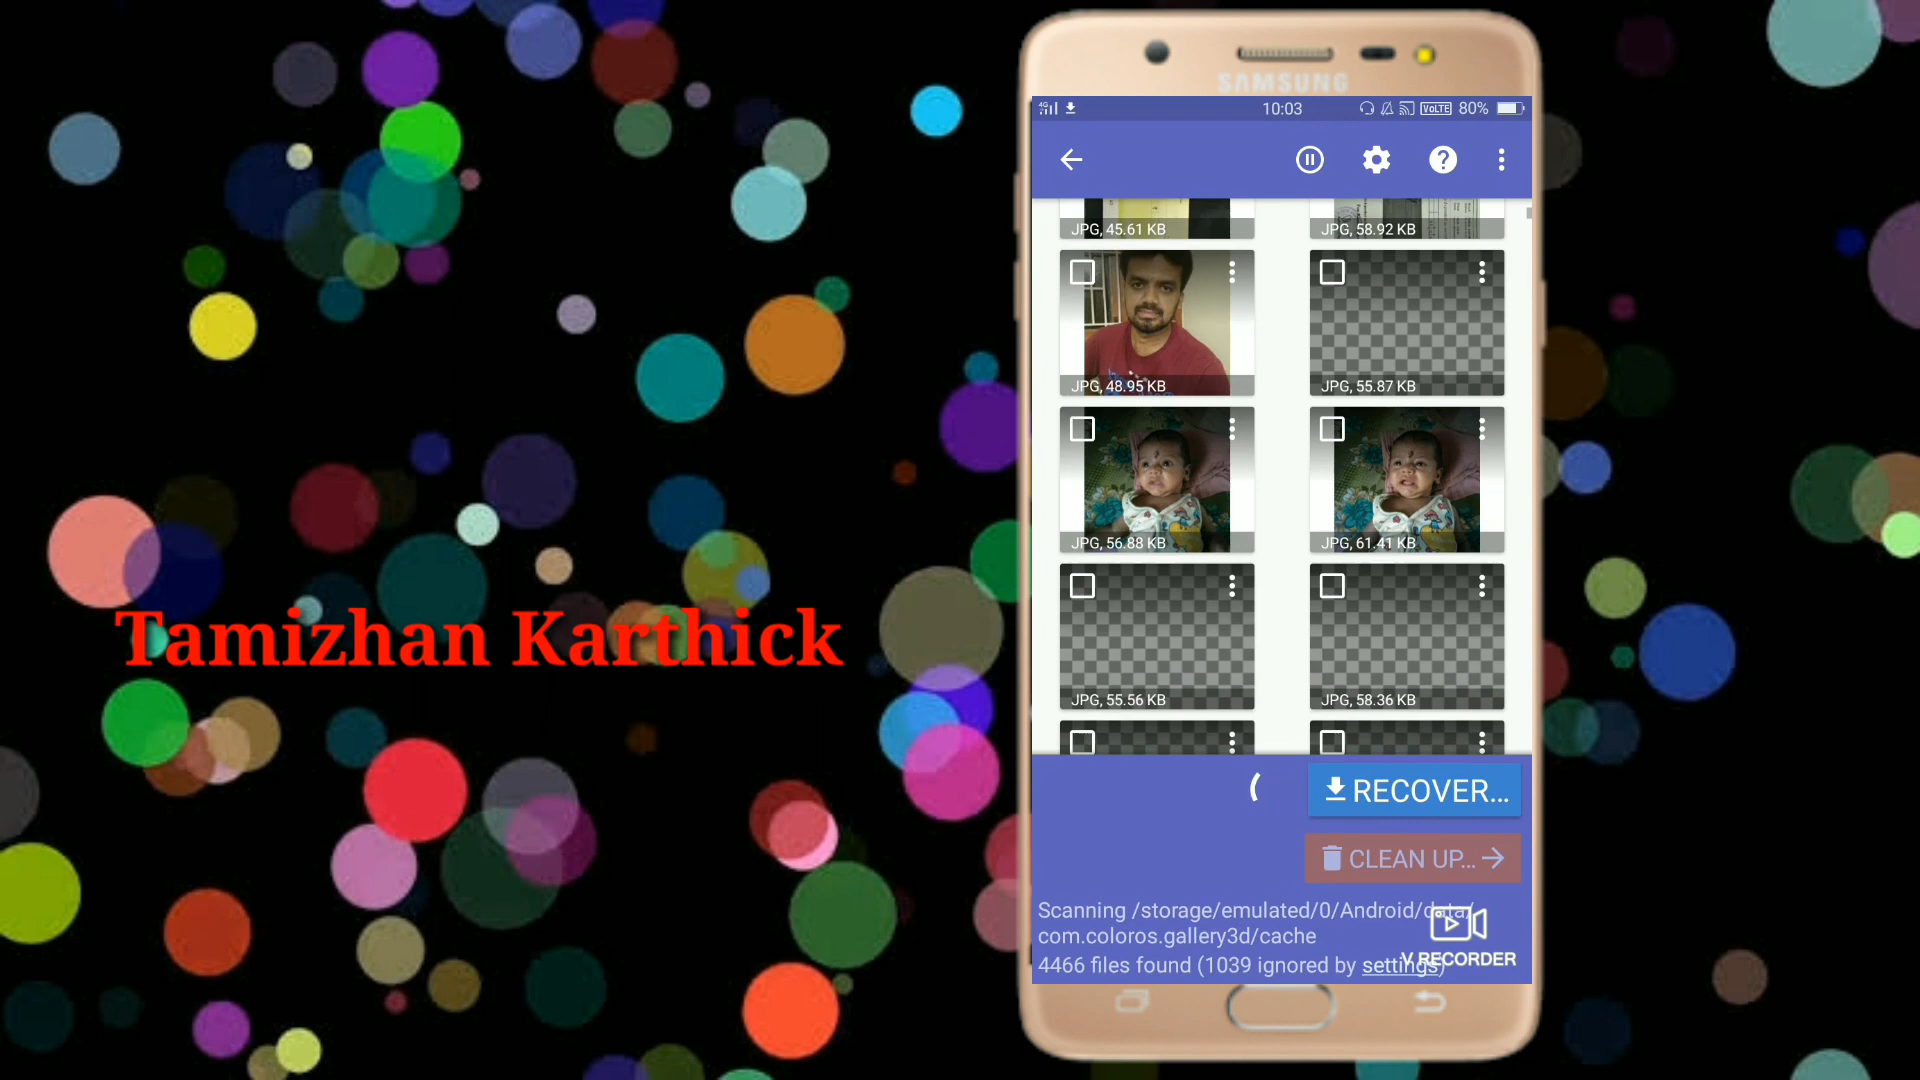 Tamizhan Karthick
SAMSUNG
4G
10:03
VoLTE
80%
JPG, 45.61 KB
JPG, 58.92 KB
JPG, 48.95 KB
JPG, 55.87 KB
JPG, 56.88 KB
JPG, 61.41 KB
JPG, 55.56 KB
JPG, 58.36 KB
RECOVER...
CLEAN UP...
Scanning /storage/emulated/0/Android/data/
com.coloros.gallery3d/cache
4466 files found (1039 ignored by settings)
V RECORDER